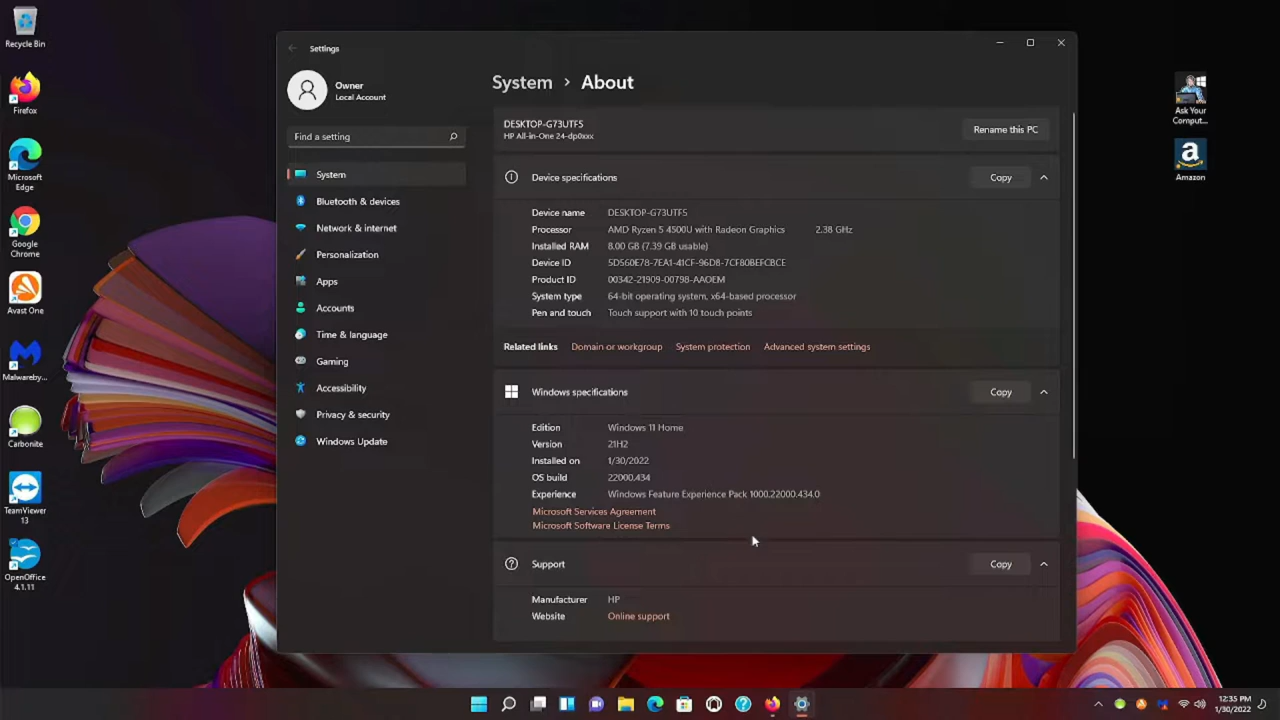 Recycle Bin
Firefox
Microsoft
Edge
Google
Chrome
Avast One
Malwareby...
Carbonite
TeamViewer
13
OpenOffice
4.1.11
Settings
Owner
Local Account
Find a setting
System
Bluetooth & devices
Network & internet
Personalization
Apps
Accounts
Time & language
Gaming
Accessibility
Privacy & security
Windows Update
System › About
DESKTOP-G73UTF5
HP All-in-One 24-dp0xxx
Rename this PC
Device specifications
Copy
Device name DESKTOP-G73UTF5
Processor AMD Ryzen 5 4500U with Radeon Graphics 2.38 GHz
Installed RAM 8.00 GB (7.39 GB usable)
Device ID 5D560E78-7EA1-41CF-96D8-7CF80BEFCBCE
Product ID 00342-21909-00798-AAOEM
System type 64-bit operating system, x64-based processor
Pen and touch Touch support with 10 touch points
Related links Domain or workgroup System protection Advanced system settings
Windows specifications
Copy
Edition Windows 11 Home
Version 21H2
Installed on 1/30/2022
OS build 22000.434
Experience Windows Feature Experience Pack 1000.22000.434.0
Microsoft Services Agreement
Microsoft Software License Terms
Support
Copy
Manufacturer HP
Website Online support
Ask Your
Comput...
Amazon
12:35 PM
1/30/2022